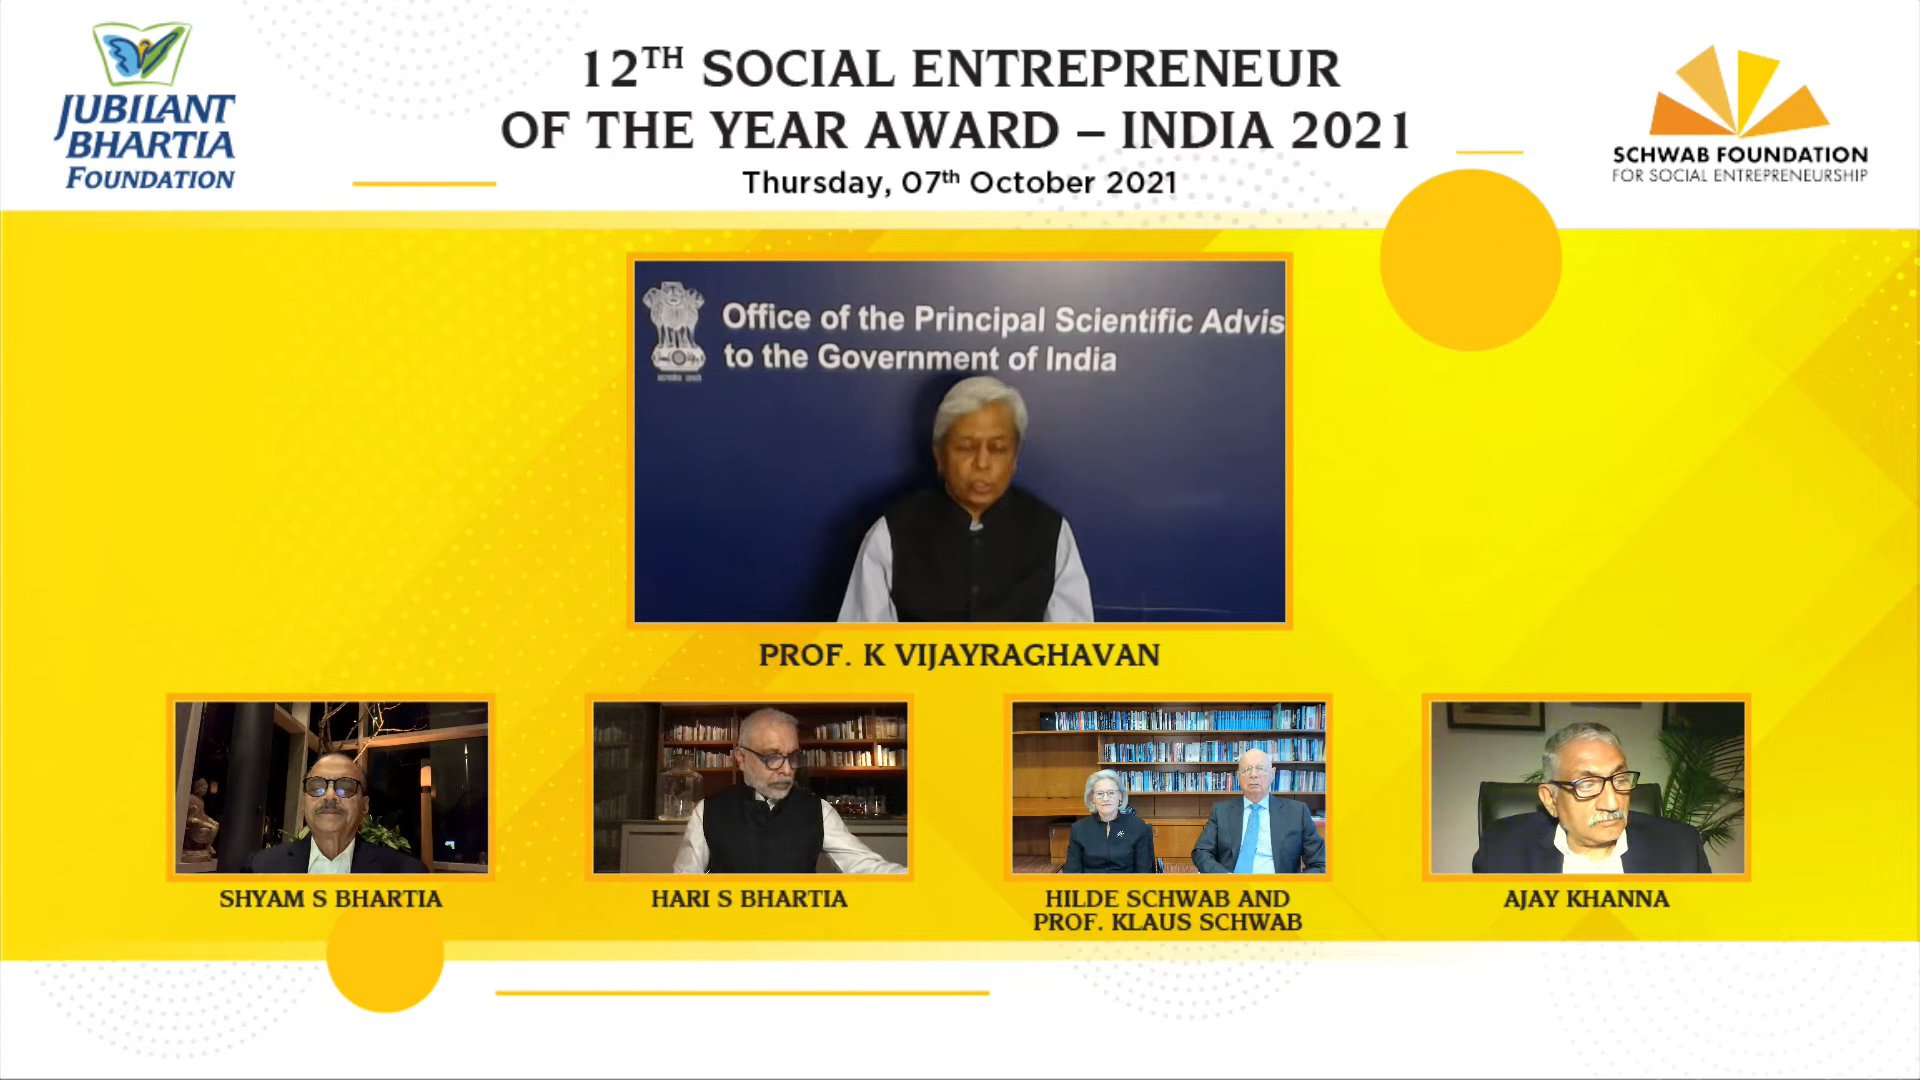 JUBILANT
BHARTIA
FOUNDATION
12TH SOCIAL ENTREPRENEUR
OF THE YEAR AWARD – INDIA 2021
Thursday, 07th October 2021
SCHWAB FOUNDATION
FOR SOCIAL ENTREPRENEURSHIP
Office of the Principal Scientific Advis
to the Government of India
PROF. K VIJAYRAGHAVAN
SHYAM S BHARTIA
HARI S BHARTIA
HILDE SCHWAB AND
PROF. KLAUS SCHWAB
AJAY KHANNA